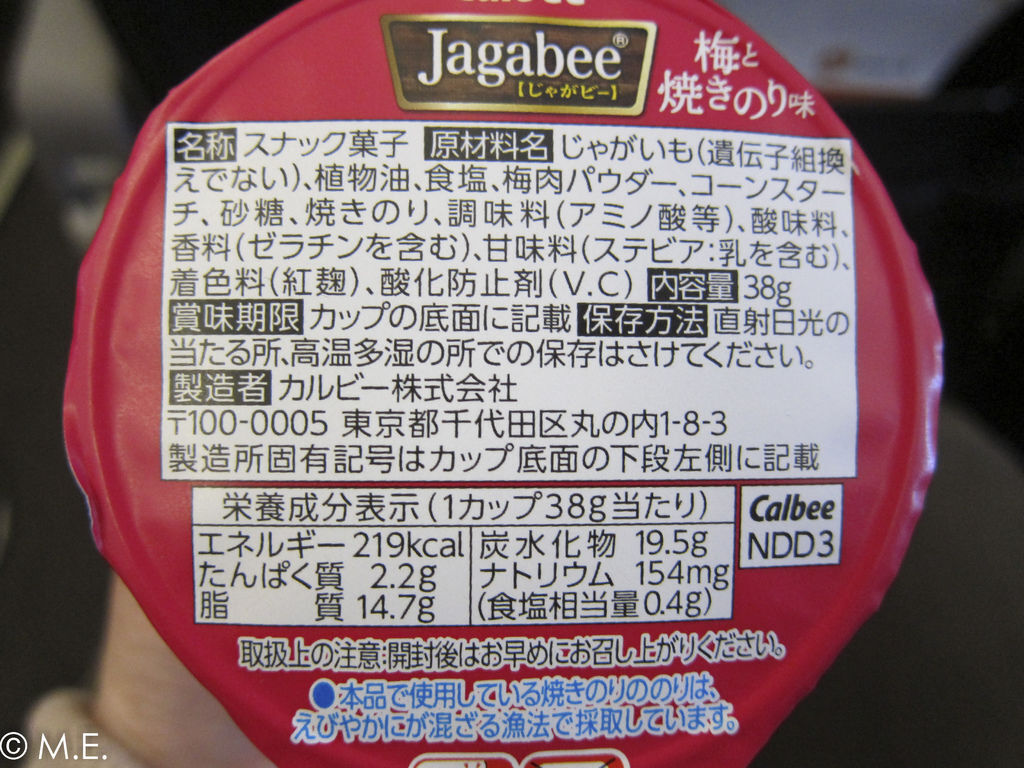 Calbee
Jagabee®
【じゃがビー】
梅と
焼きのり味
名称 スナック菓子 原材料名 じゃがいも(遺伝子組換
えでない)、植物油、食塩、梅肉パウダー、コーンスター
チ、砂糖、焼きのり、調味料(アミノ酸等)、酸味料、
香料(ゼラチンを含む)、甘味料(ステビア:乳を含む)、
着色料(紅麹)、酸化防止剤(V.C) 内容量 38g
賞味期限 カップの底面に記載 保存方法 直射日光の
当たる所、高温多湿の所での保存はさけてください。
製造者 カルビー株式会社
〒100-0005 東京都千代田区丸の内1-8-3
製造所固有記号はカップ底面の下段左側に記載
栄養成分表示(1カップ38g当たり)
エネルギー 219kcal 炭水化物 19.5g
たんぱく質 2.2g ナトリウム 154mg
脂質 14.7g (食塩相当量0.4g)
Calbee
NDD3
取扱上の注意:開封後はお早めにお召し上がりください。
●本品で使用している焼きのりののりは、
えびやかにが混ざる漁法で採取しています。
© M.E.